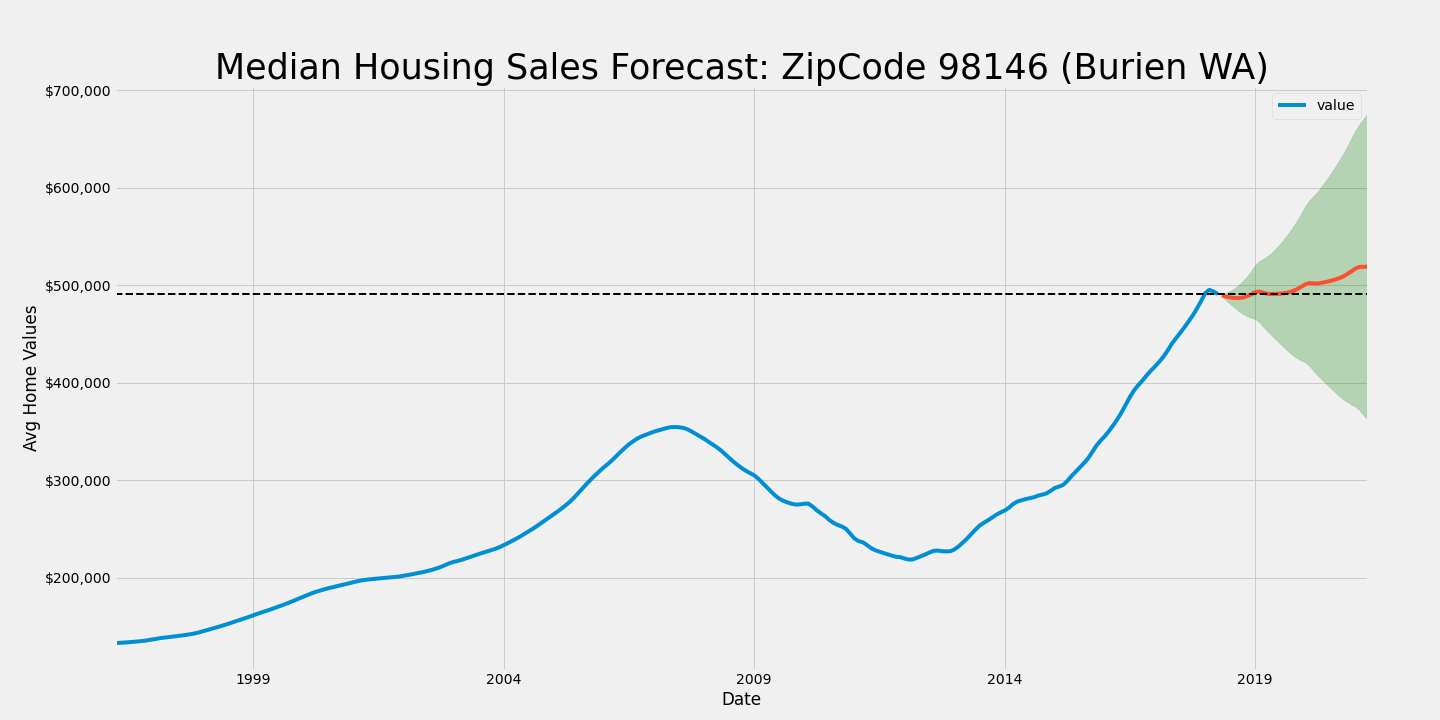 Median Housing Sales Forecast: ZipCode 98146 (Burien WA)
$700,000
value
$600,000
$500,000
$400,000
$300,000
$200,000
Avg Home Values
1999 2004 2009 2014 2019
Date